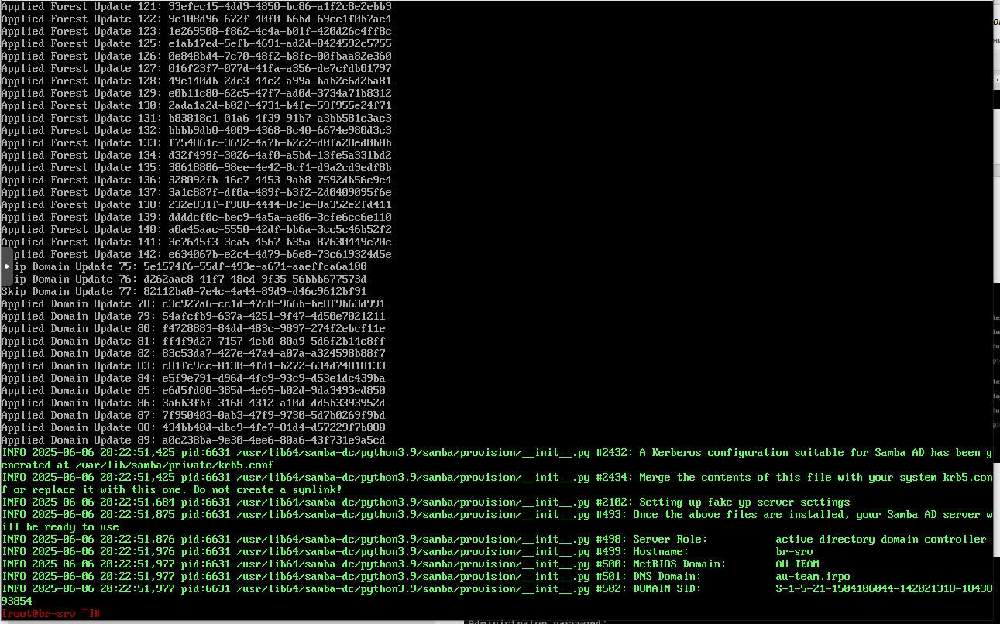 Applied Forest Update 121: 93efec15-4dd9-4850-bc86-a1f2c8e2ebb9
Applied Forest Update 122: 9e108d96-672f-40f0-b6bd-69ee1f0b7ac4
Applied Forest Update 123: 1e269508-f862-4c4a-b01f-420d26c4ff8c
Applied Forest Update 125: e1ab17ed-5efb-4691-ad2d-0424592c5755
Applied Forest Update 126: 0e848bd4-7c70-48f2-b8fc-00fbaa82e360
Applied Forest Update 127: 016f23f7-077d-41fa-a356-de7cfdb01797
Applied Forest Update 128: 49c140db-2de3-44c2-a99a-bab2e6d2ba81
Applied Forest Update 129: e0b11c80-62c5-47f7-ad0d-3734a71b8312
Applied Forest Update 130: 2ada1a2d-b02f-4731-b4fe-59f955e24f71
Applied Forest Update 131: b83818c1-01a6-4f39-91b7-a3bb581c3ae3
Applied Forest Update 132: bbbb9db0-4009-4368-8c40-6674e980d3c3
Applied Forest Update 133: f754861c-3692-4a7b-b2c2-d0fa28ed0b0b
Applied Forest Update 134: d32f499f-3026-4af0-a5bd-13fe5a331bd2
Applied Forest Update 135: 38618886-98ee-4e42-8cf1-d9a2cd9edf8b
Applied Forest Update 136: 328092fb-16e7-4453-9ab8-7592db56e9c4
Applied Forest Update 137: 3a1c887f-df0a-489f-b3f2-2d0409095f6e
Applied Forest Update 138: 232e831f-f988-4444-8e3e-8a352e2fd411
Applied Forest Update 139: ddddcf0c-bec9-4a5a-ae86-3cfe6cc6e110
Applied Forest Update 140: a0a45aac-5550-42df-bb6a-3cc5c46b52f2
Applied Forest Update 141: 3e7645f3-3ea5-4567-b35a-87630449c70c
plied Forest Update 142: e634067b-e2c4-4d79-b6e8-73c619324d5e
ip Domain Update 75: 5e1574f6-55df-493e-a671-aaeffca6a100
ip Domain Update 76: d262aae8-41f7-48ed-9f35-56bbb677573d
Skip Domain Update 77: 82112ba0-7e4c-4a44-89d9-d46c9612bf91
Applied Domain Update 78: c3c927a6-cc1d-47c0-966b-be8f9b63d991
Applied Domain Update 79: 54afcfb9-637a-4251-9f47-4d50e7021211
Applied Domain Update 80: f4728883-84dd-483c-9897-274f2ebcf11e
Applied Domain Update 81: ff4f9d27-7157-4cb0-80a9-5d6f2b14c8ff
Applied Domain Update 82: 83c53da7-427e-47a4-a07a-a324598b88f7
Applied Domain Update 83: c81fc9cc-0130-4fd1-b272-634d74818133
Applied Domain Update 84: e5f9e791-d96d-4fc9-93c9-d53e1dc439ba
Applied Domain Update 85: e6d5fd00-385d-4e65-b02d-9da3493ed850
Applied Domain Update 86: 3a6b3fbf-3168-4312-a10d-dd5b3393952d
Applied Domain Update 87: 7f950403-0ab3-47f9-9730-5d7b0269f9bd
Applied Domain Update 88: 434bb40d-dbc9-4fe7-81d4-d57229f7b080
Applied Domain Update 89: a0c238ba-9e30-4ee6-80a6-43f731e9a5cd
INFO 2025-06-06 20:22:51,425 pid:6631 /usr/lib64/samba-dc/python3.9/samba/provision/__init__.py #2432: A Kerberos configuration suitable for Samba AD has been g
enerated at /var/lib/samba/private/krb5.conf
INFO 2025-06-06 20:22:51,425 pid:6631 /usr/lib64/samba-dc/python3.9/samba/provision/__init__.py #2434: Merge the contents of this file with your system krb5.con
f or replace it with this one. Do not create a symlink!
INFO 2025-06-06 20:22:51,684 pid:6631 /usr/lib64/samba-dc/python3.9/samba/provision/__init__.py #2102: Setting up fake yp server settings
INFO 2025-06-06 20:22:51,875 pid:6631 /usr/lib64/samba-dc/python3.9/samba/provision/__init__.py #493: Once the above files are installed, your Samba AD server w
ill be ready to use
INFO 2025-06-06 20:22:51,876 pid:6631 /usr/lib64/samba-dc/python3.9/samba/provision/__init__.py #498: Server Role: active directory domain controller
INFO 2025-06-06 20:22:51,976 pid:6631 /usr/lib64/samba-dc/python3.9/samba/provision/__init__.py #499: Hostname: br-srv
INFO 2025-06-06 20:22:51,977 pid:6631 /usr/lib64/samba-dc/python3.9/samba/provision/__init__.py #500: NetBIOS Domain: AU-TEAM
INFO 2025-06-06 20:22:51,977 pid:6631 /usr/lib64/samba-dc/python3.9/samba/provision/__init__.py #501: DNS Domain: au-team.irpo
INFO 2025-06-06 20:22:51,977 pid:6631 /usr/lib64/samba-dc/python3.9/samba/provision/__init__.py #502: DOMAIN SID: S-1-5-21-1504106044-142021318-18438
93854
[root@br-srv ~]#
Administrator password: